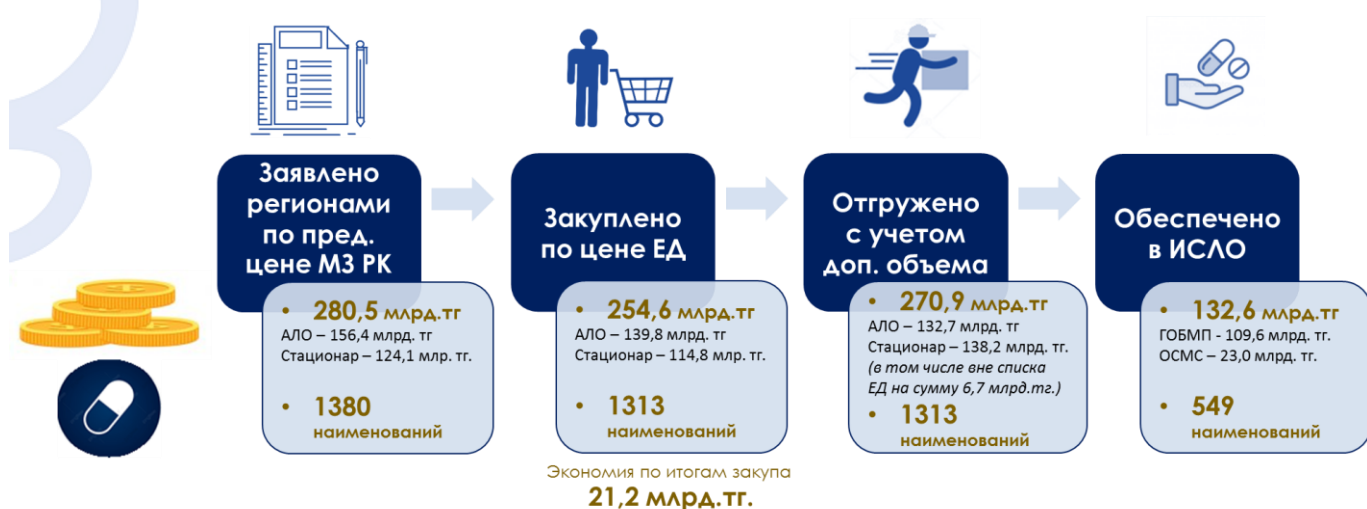 Заявлено
регионами
по пред.
цене МЗ РК
• 280,5 млрд.тг
АЛО – 156,4 млрд. тг
Стационар – 124,1 млр. тг.
• 1380
наименований
Закуплено
по цене ЕД
• 254,6 млрд.тг
АЛО – 139,8 млрд. тг
Стационар – 114,8 млр. тг.
• 1313
наименований
Экономия по итогам закупа
21,2 млрд.тг.
Отгружено
с учетом
доп. объема
• 270,9 млрд.тг
АЛО – 132,7 млрд. тг
Стационар – 138,2 млрд. тг.
(в том числе вне списка
ЕД на сумму 6,7 млрд.тг.)
• 1313
наименований
Обеспечено
в ИСЛО
• 132,6 млрд.тг
ГОБМП - 109,6 млрд. тг.
ОСМС – 23,0 млрд. тг.
• 549
наименований